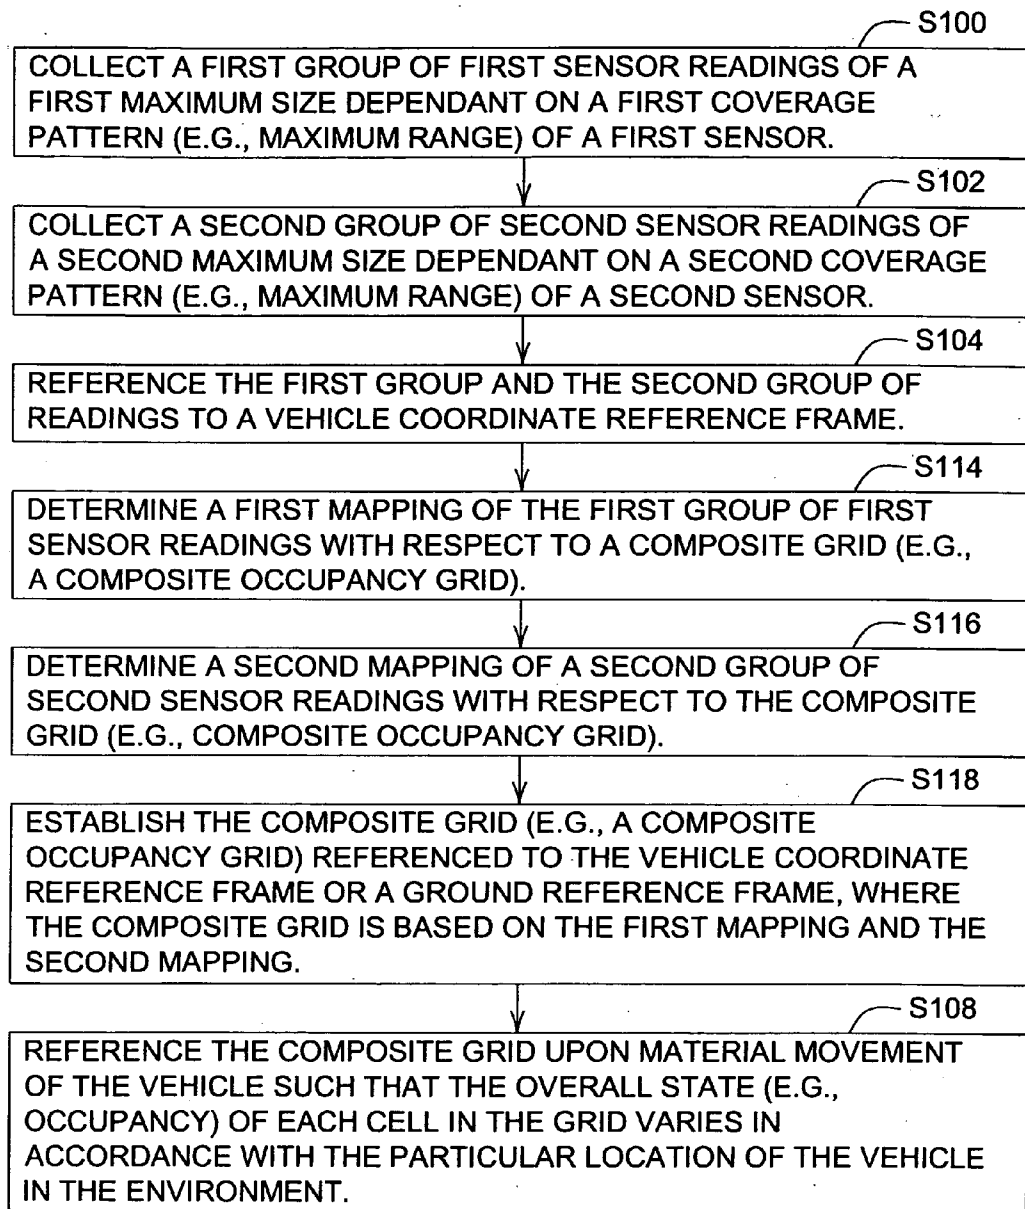 S100
COLLECT A FIRST GROUP OF FIRST SENSOR READINGS OF A
FIRST MAXIMUM SIZE DEPENDANT ON A FIRST COVERAGE
PATTERN (E.G., MAXIMUM RANGE) OF A FIRST SENSOR.
S102
COLLECT A SECOND GROUP OF SECOND SENSOR READINGS OF
A SECOND MAXIMUM SIZE DEPENDANT ON A SECOND COVERAGE
PATTERN (E.G., MAXIMUM RANGE) OF A SECOND SENSOR.
S104
REFERENCE THE FIRST GROUP AND THE SECOND GROUP OF
READINGS TO A VEHICLE COORDINATE REFERENCE FRAME.
S114
DETERMINE A FIRST MAPPING OF THE FIRST GROUP OF FIRST
SENSOR READINGS WITH RESPECT TO A COMPOSITE GRID (E.G.,
A COMPOSITE OCCUPANCY GRID).
S116
DETERMINE A SECOND MAPPING OF A SECOND GROUP OF
SECOND SENSOR READINGS WITH RESPECT TO THE COMPOSITE
GRID (E.G., COMPOSITE OCCUPANCY GRID).
S118
ESTABLISH THE COMPOSITE GRID (E.G., A COMPOSITE
OCCUPANCY GRID) REFERENCED TO THE VEHICLE COORDINATE
REFERENCE FRAME OR A GROUND REFERENCE FRAME, WHERE
THE COMPOSITE GRID IS BASED ON THE FIRST MAPPING AND THE
SECOND MAPPING.
S108
REFERENCE THE COMPOSITE GRID UPON MATERIAL MOVEMENT
OF THE VEHICLE SUCH THAT THE OVERALL STATE (E.G.,
OCCUPANCY) OF EACH CELL IN THE GRID VARIES IN
ACCORDANCE WITH THE PARTICULAR LOCATION OF THE VEHICLE
IN THE ENVIRONMENT.